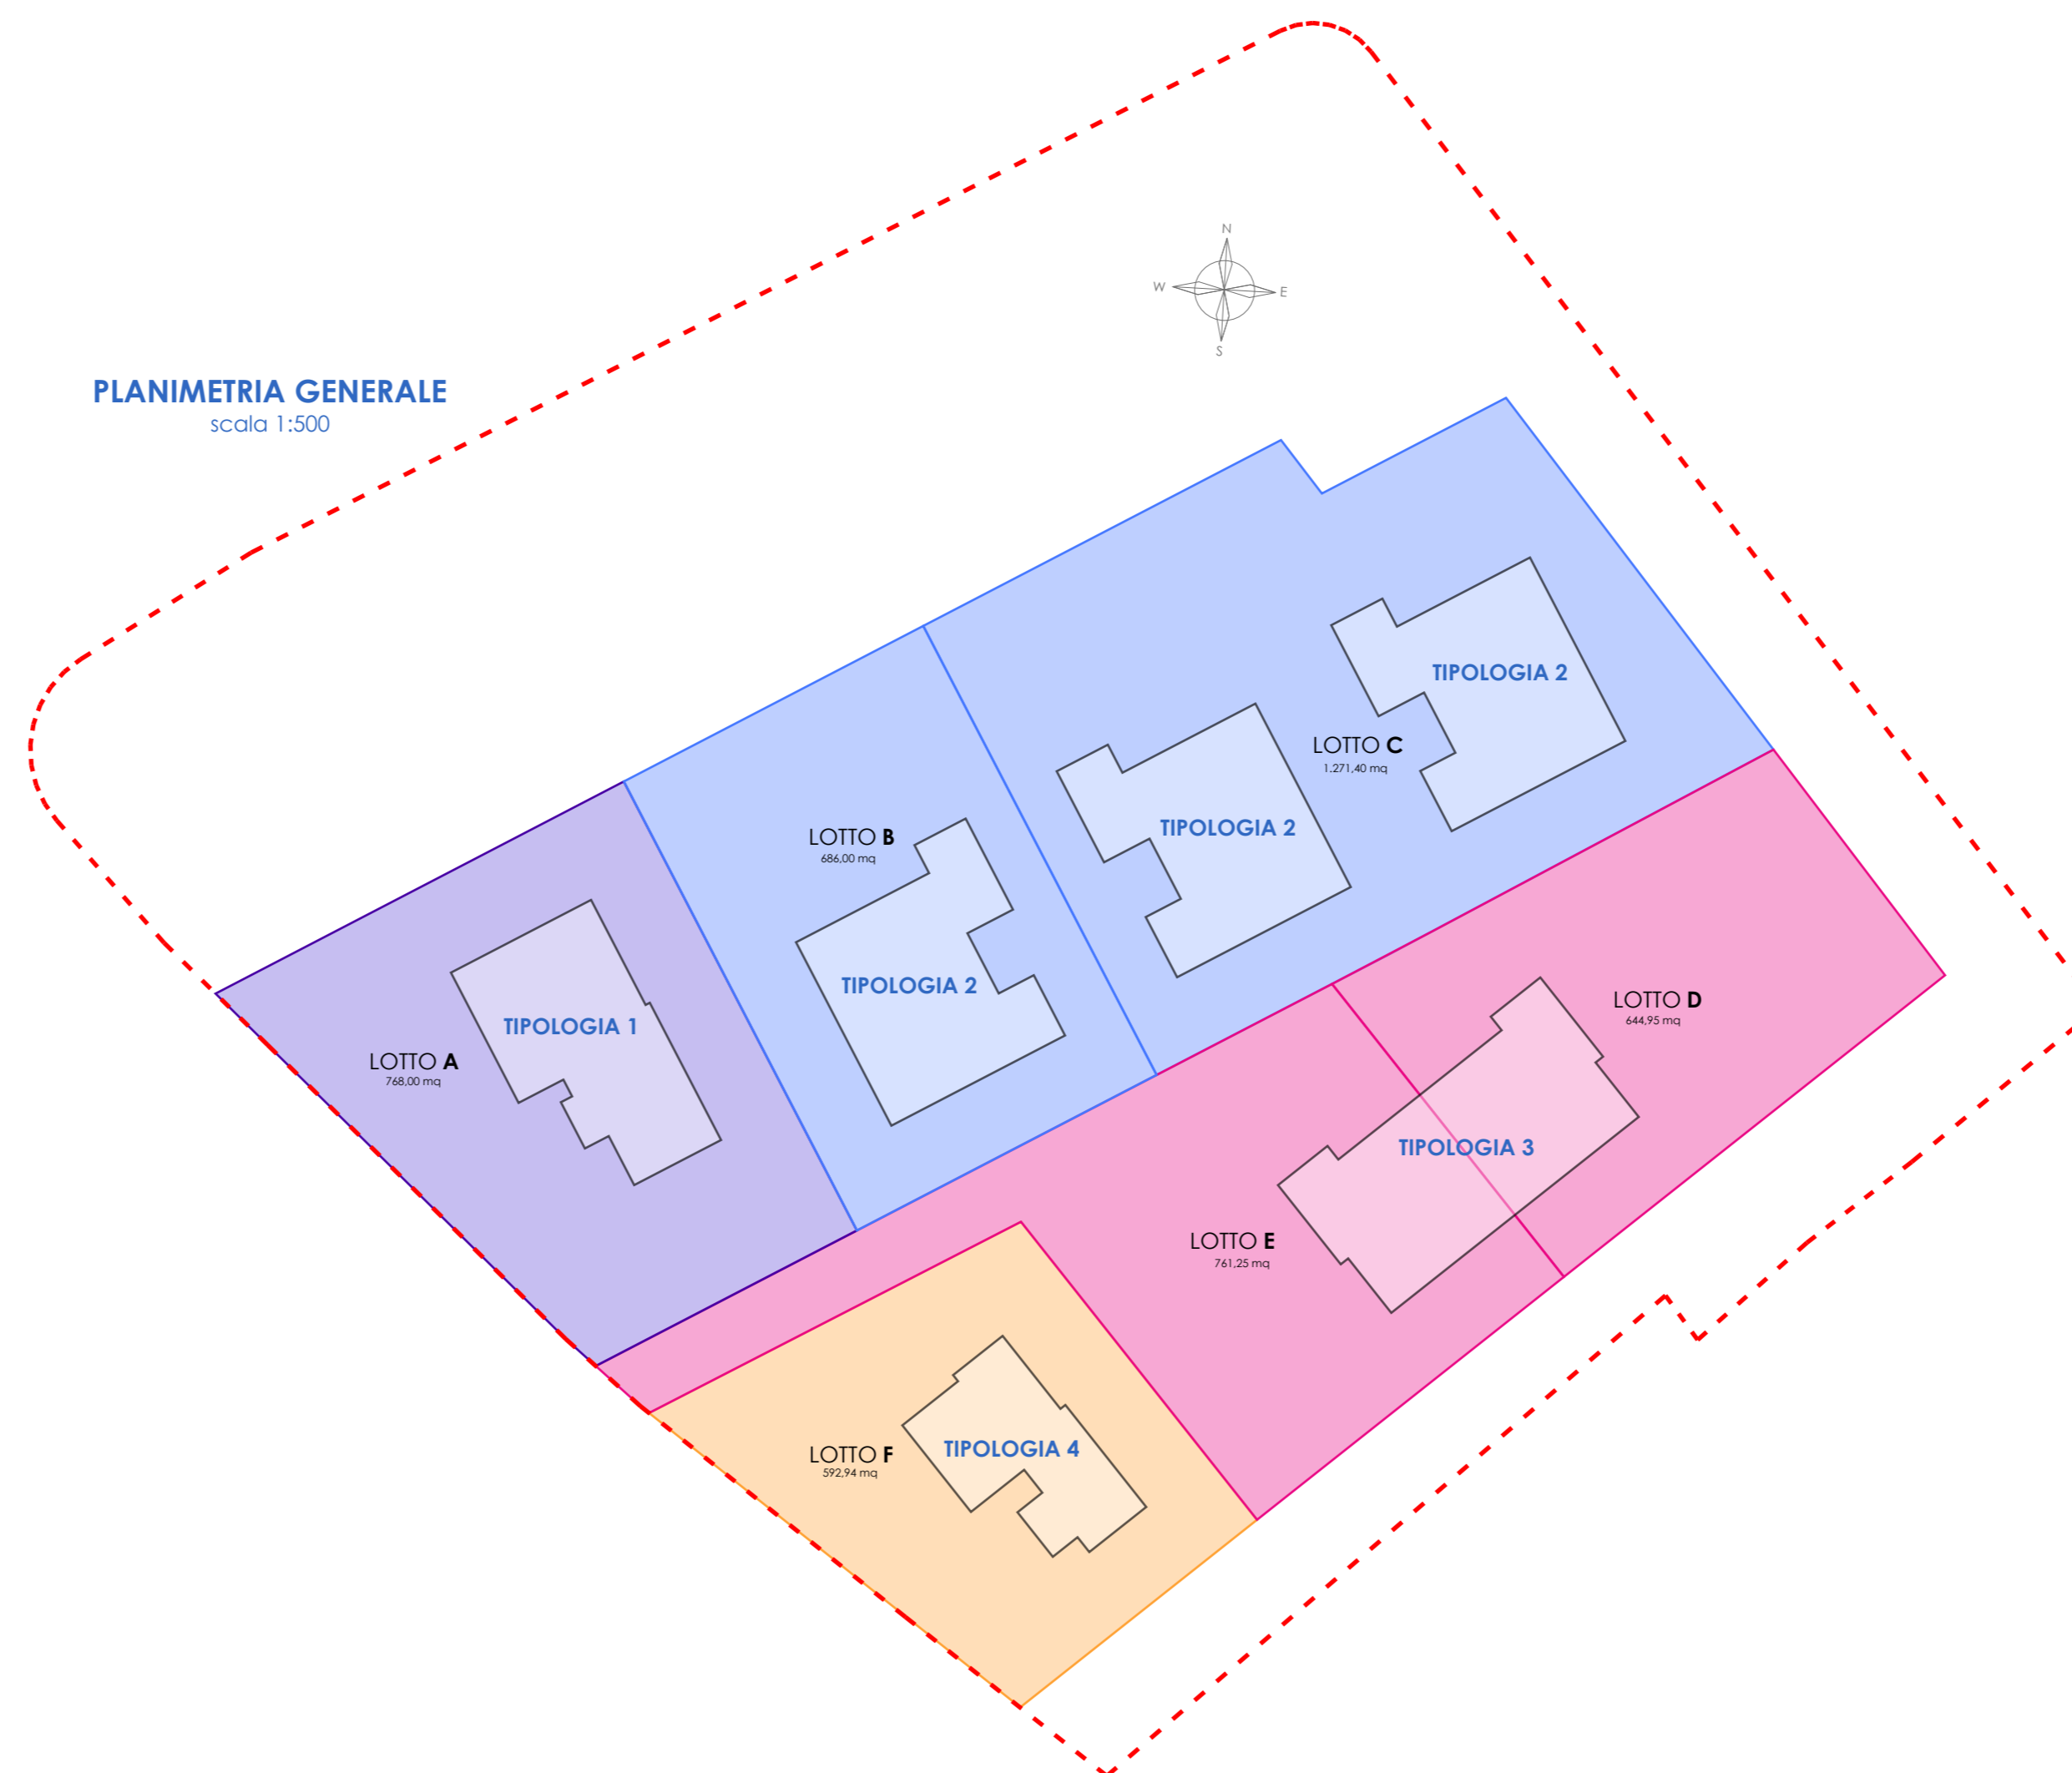 N
W
E
S
PLANIMETRIA GENERALE
scala 1:500
TIPOLOGIA 2
LOTTO C
1.271,40 mq
TIPOLOGIA 2
LOTTO B
686,00 mq
TIPOLOGIA 2
TIPOLOGIA 1
LOTTO A
768,00 mq
LOTTO D
644,95 mq
TIPOLOGIA 3
LOTTO E
761,25 mq
TIPOLOGIA 4
LOTTO F
592,94 mq